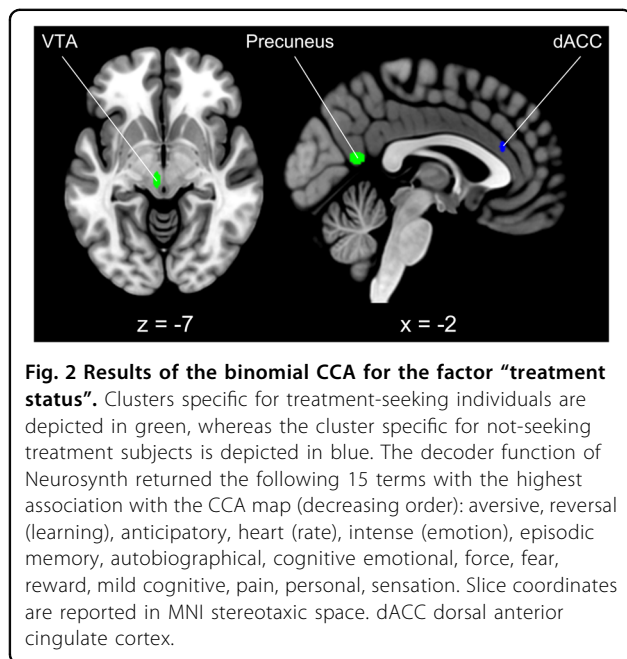 VTA Precuneus dACC
z = -7 x = -2
Fig. 2 Results of the binomial CCA for the factor “treatment
status”. Clusters specific for treatment-seeking individuals are
depicted in green, whereas the cluster specific for not-seeking
treatment subjects is depicted in blue. The decoder function of
Neurosynth returned the following 15 terms with the highest
association with the CCA map (decreasing order): aversive, reversal
(learning), anticipatory, heart (rate), intense (emotion), episodic
memory, autobiographical, cognitive emotional, force, fear,
reward, mild cognitive, pain, personal, sensation. Slice coordinates
are reported in MNI stereotaxic space. dACC dorsal anterior
cingulate cortex.